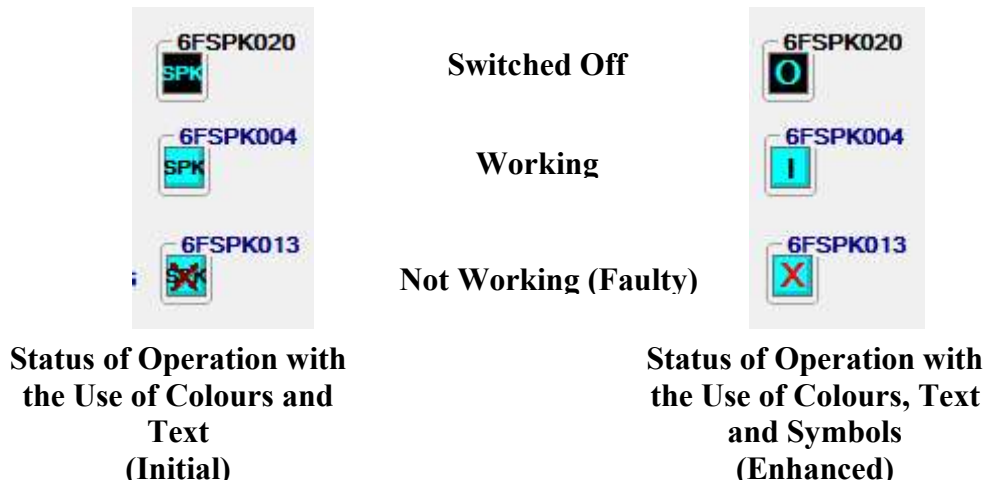 6FSPK020
SPK
Switched Off
6FSPK020
O
6FSPK004
SPK
Working
6FSPK004
I
6FSPK013
SPK
Not Working (Faulty)
6FSPK013
X
Status of Operation with
the Use of Colours and
Text
(Initial)
Status of Operation with
the Use of Colours, Text
and Symbols
(Enhanced)